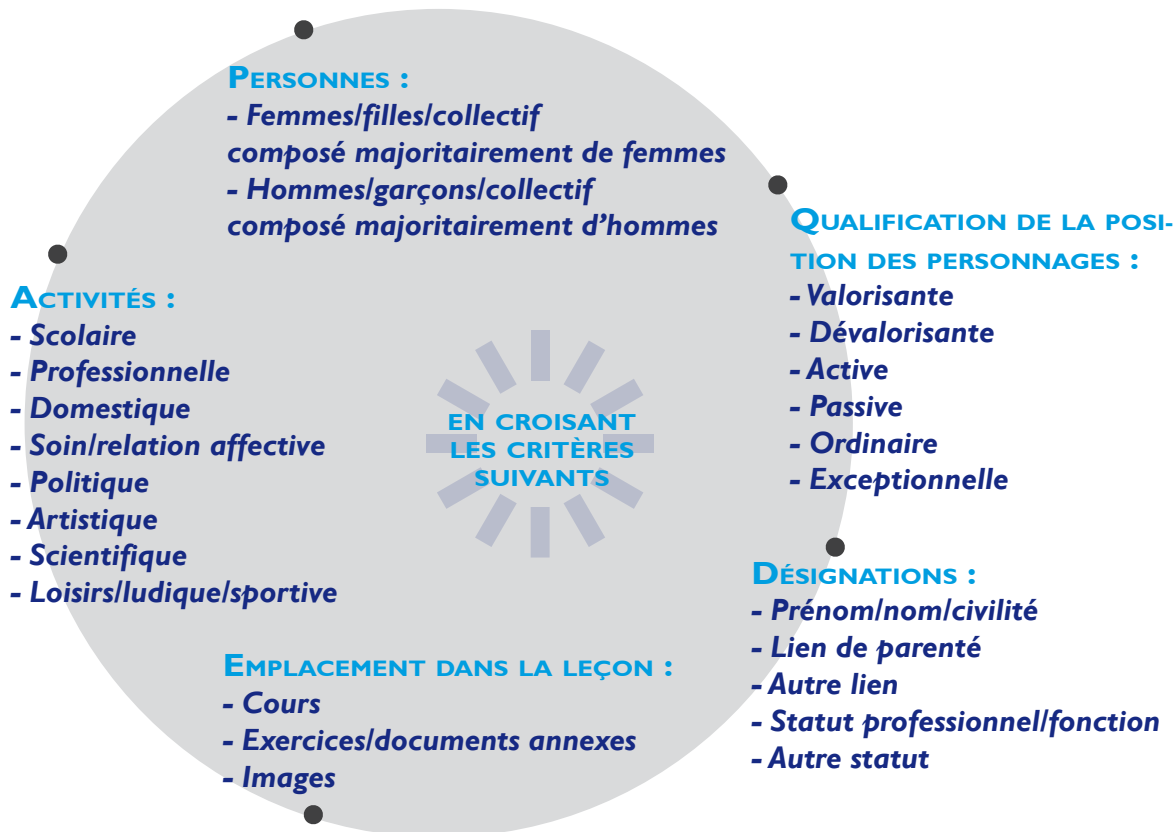 PERSONNES :
- Femmes/filles/collectif
composé majoritairement de femmes
- Hommes/garçons/collectif
composé majoritairement d’hommes
QUALIFICATION DE LA POSI-
TION DES PERSONNAGES :
- Valorisante
- Dévalorisante
- Active
- Passive
- Ordinaire
- Exceptionnelle
ACTIVITÉS :
- Scolaire
- Professionnelle
- Domestique
- Soin/relation affective
- Politique
- Artistique
- Scientifique
- Loisirs/ludique/sportive
EN CROISANT
LES CRITÈRES
SUIVANTS
DÉSIGNATIONS :
- Prénom/nom/civilité
- Lien de parenté
- Autre lien
- Statut professionnel/fonction
- Autre statut
EMPLACEMENT DANS LA LEÇON :
- Cours
- Exercices/documents annexes
- Images